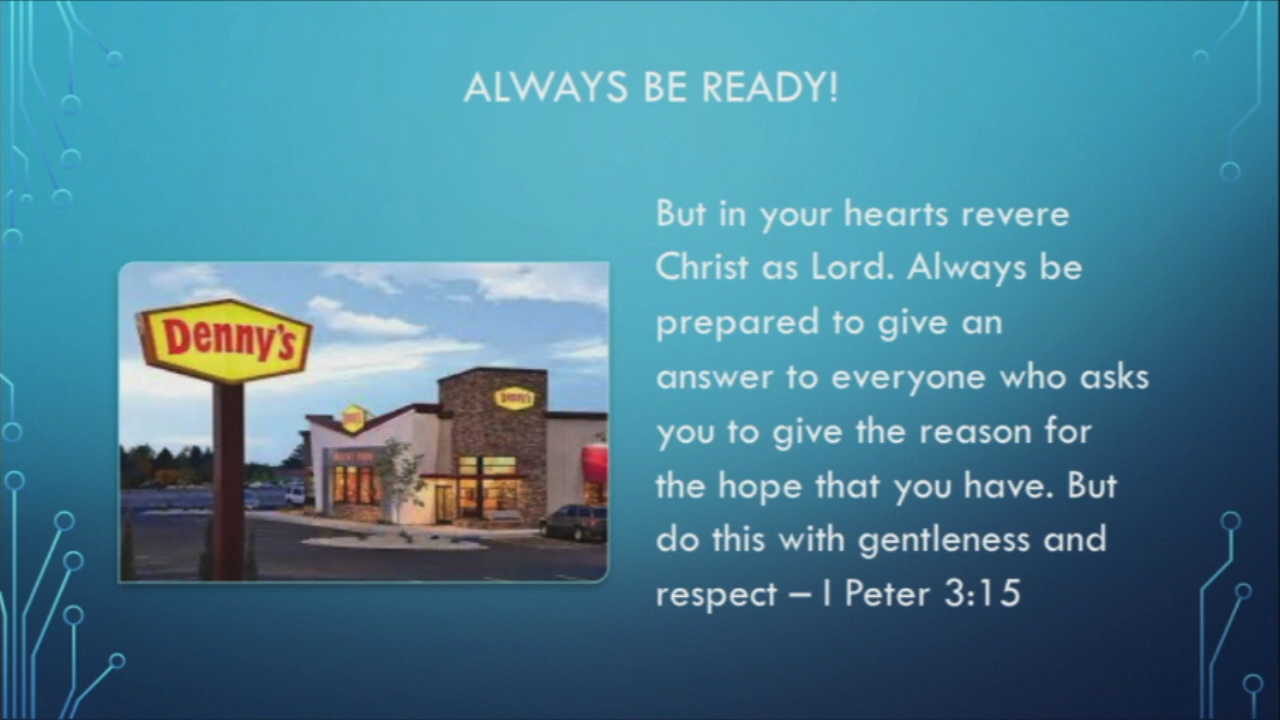 ALWAYS BE READY!
Denny's
Denny's
But in your hearts revere
Christ as Lord. Always be
prepared to give an
answer to everyone who asks
you to give the reason for
the hope that you have. But
do this with gentleness and
respect – I Peter 3:15